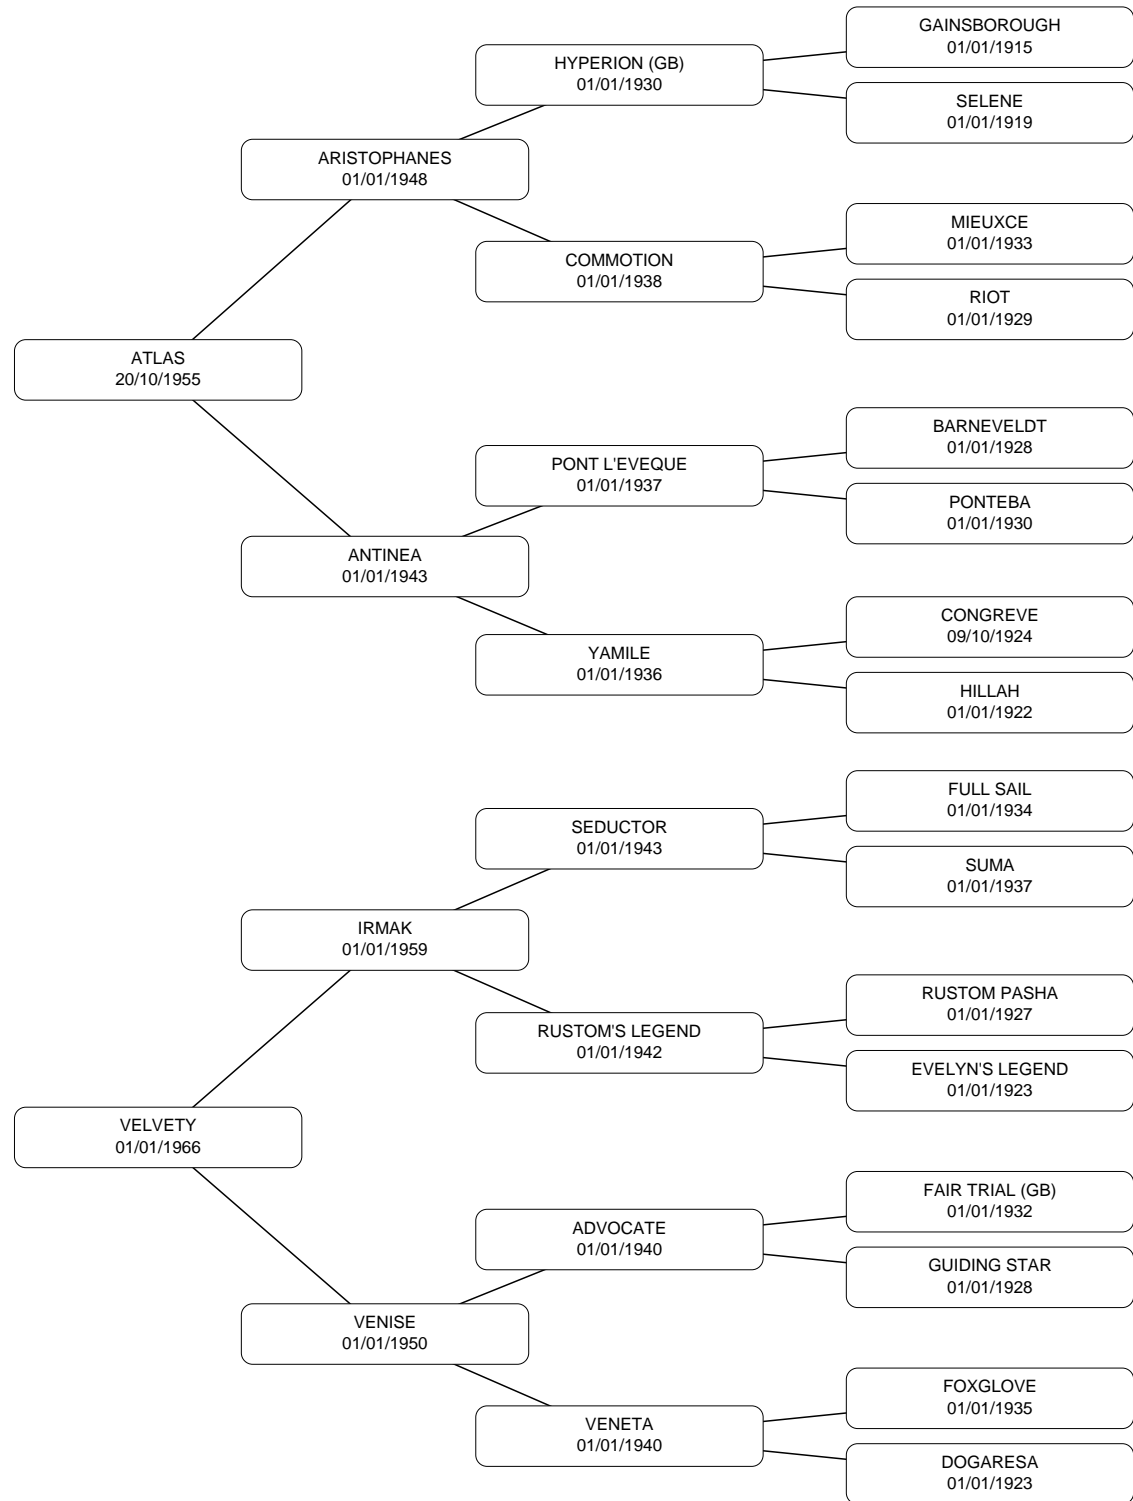 GAINSBOROUGH
01/01/1915
HYPERION (GB)
01/01/1930
SELENE
01/01/1919
ARISTOPHANES
01/01/1948
MIEUXCE
01/01/1933
COMMOTION
01/01/1938
RIOT
01/01/1929
ATLAS
20/10/1955
BARNEVELDT
01/01/1928
PONT L'EVEQUE
01/01/1937
PONTEBA
01/01/1930
ANTINEA
01/01/1943
CONGREVE
09/10/1924
YAMILE
01/01/1936
HILLAH
01/01/1922
FULL SAIL
01/01/1934
SEDUCTOR
01/01/1943
SUMA
01/01/1937
IRMAK
01/01/1959
RUSTOM PASHA
01/01/1927
RUSTOM'S LEGEND
01/01/1942
EVELYN'S LEGEND
01/01/1923
VELVETY
01/01/1966
FAIR TRIAL (GB)
01/01/1932
ADVOCATE
01/01/1940
GUIDING STAR
01/01/1928
VENISE
01/01/1950
FOXGLOVE
01/01/1935
VENETA
01/01/1940
DOGARESA
01/01/1923